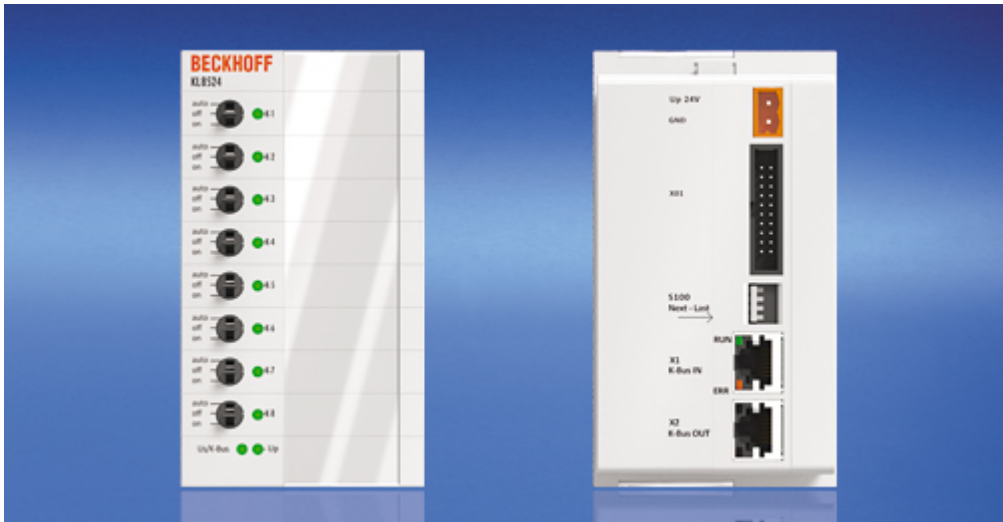 BECKHOFF
KL8524
auto
off
on
4.1
auto
off
on
4.2
auto
off
on
4.3
auto
off
on
4.4
auto
off
on
4.5
auto
off
on
4.6
auto
off
on
4.7
auto
off
on
4.8
Us/K-Bus
Up
Up 24V
GND
X01
S100
Next - Last
RUN
X1
K-Bus IN
ERR
X2
K-Bus OUT